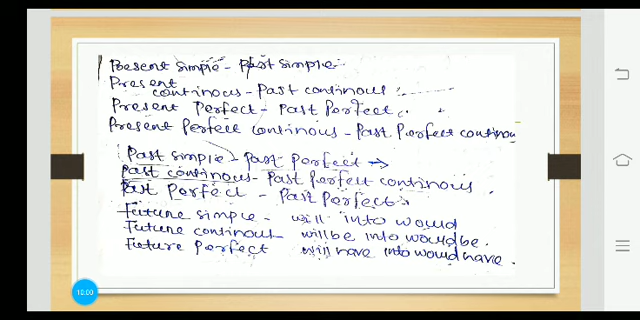 Present simple - Past simple.
Present
continous - Past continous.
Present Perfect - Past Perfect.
Present Perfect continous - Past Perfect continou
Past simple - Past perfect →
Past continous - Past Perfect continous.
Past Perfect - Past Perfect.
Future simple - will into would
Future continous - will be into would be.
Future Perfect will have into would have.
18:00